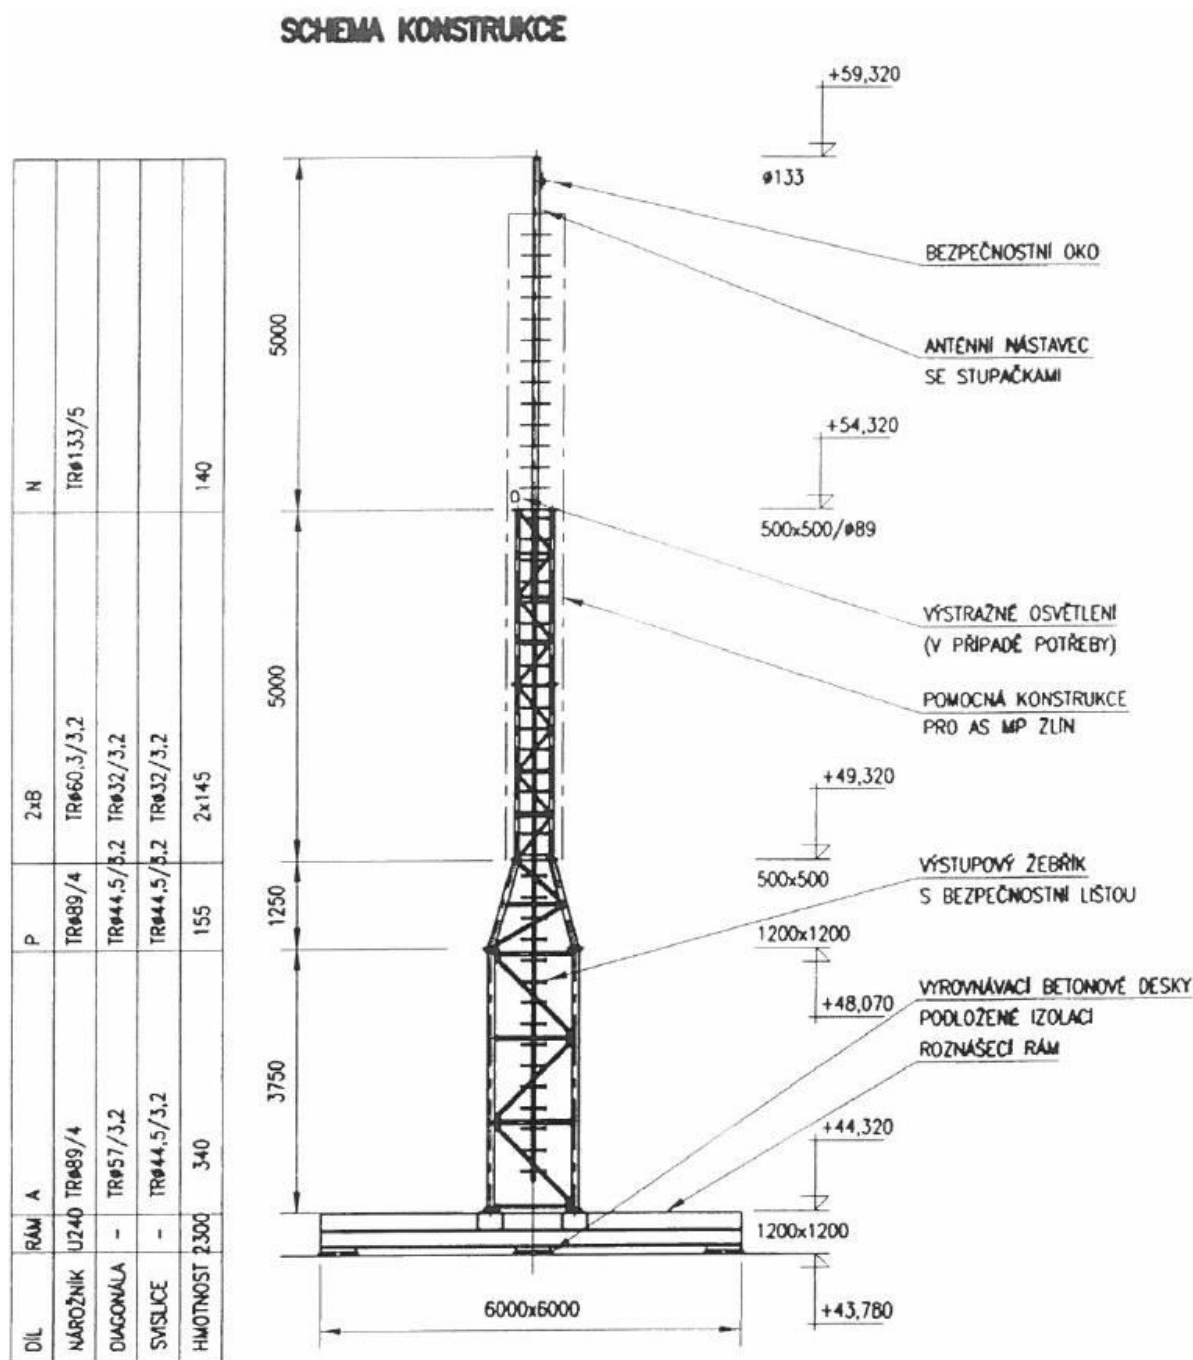 SCHEMA KONSTRUKCE
+59,320
ø133
BEZPEČNOSTNÍ OKO
ANTÉNNÍ NÁSTAVEC
SE STUPAČKAMI
+54,320
500x500/ø89
VÝSTRAŽNÉ OSVĚTLENÍ
(V PŘÍPADĚ POTŘEBY)
POMOCNÁ KONSTRUKCE
PRO AS MP ZLÍN
+49,320
500x500
VÝSTUPOVÝ ŽEBŘÍK
S BEZPEČNOSTNÍ LIŠTOU
1200x1200
+48,070
VYROVNÁVACÍ BETONOVÉ DESKY
PODLOŽENÉ IZOLACÍ
ROZNÁŠECÍ RÁM
+44,320
1200x1200
+43,780
5000
5000
1250
3750
6000x6000
DÍL RÁM A P 2xB N
NÁROŽNÍK U240 TRø89/4 TRø89/4 TRø60,3/3,2 TRø133/5
DIAGONÁLA - TRø57/3,2 TRø44,5/3,2 TRø32/3,2
SVISLICE - TRø44,5/3,2 TRø44,5/3,2 TRø32/3,2
HMOTNOST 2300 340 155 2x145 140